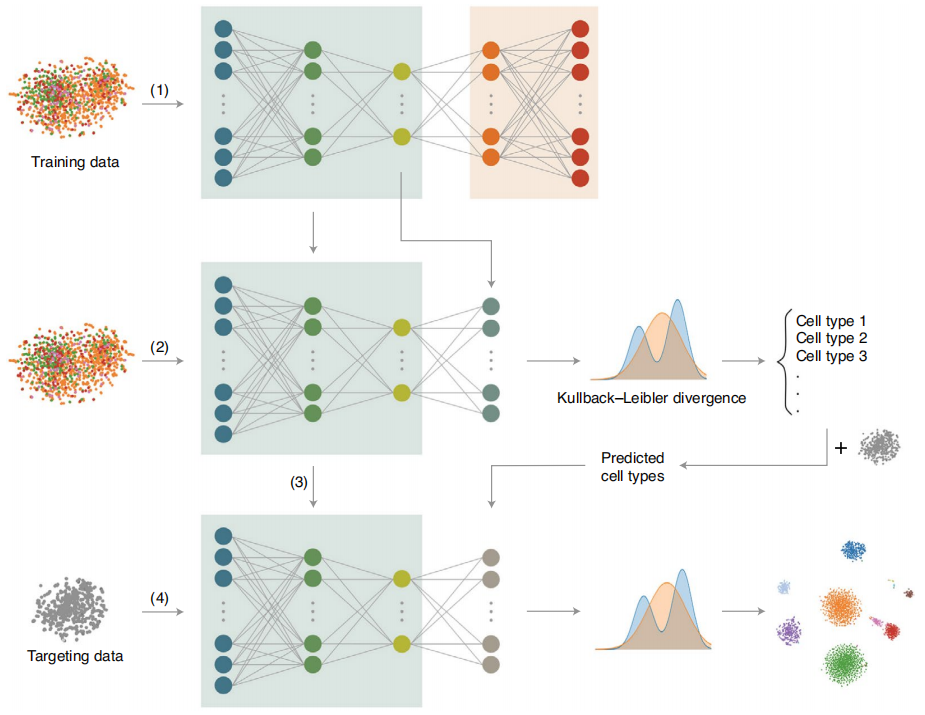 (1)
Training data
(2)
Cell type 1
Cell type 2
Cell type 3
.
.
.
Kullback–Leibler divergence
+
Predicted
cell types
(3)
(4)
Targeting data